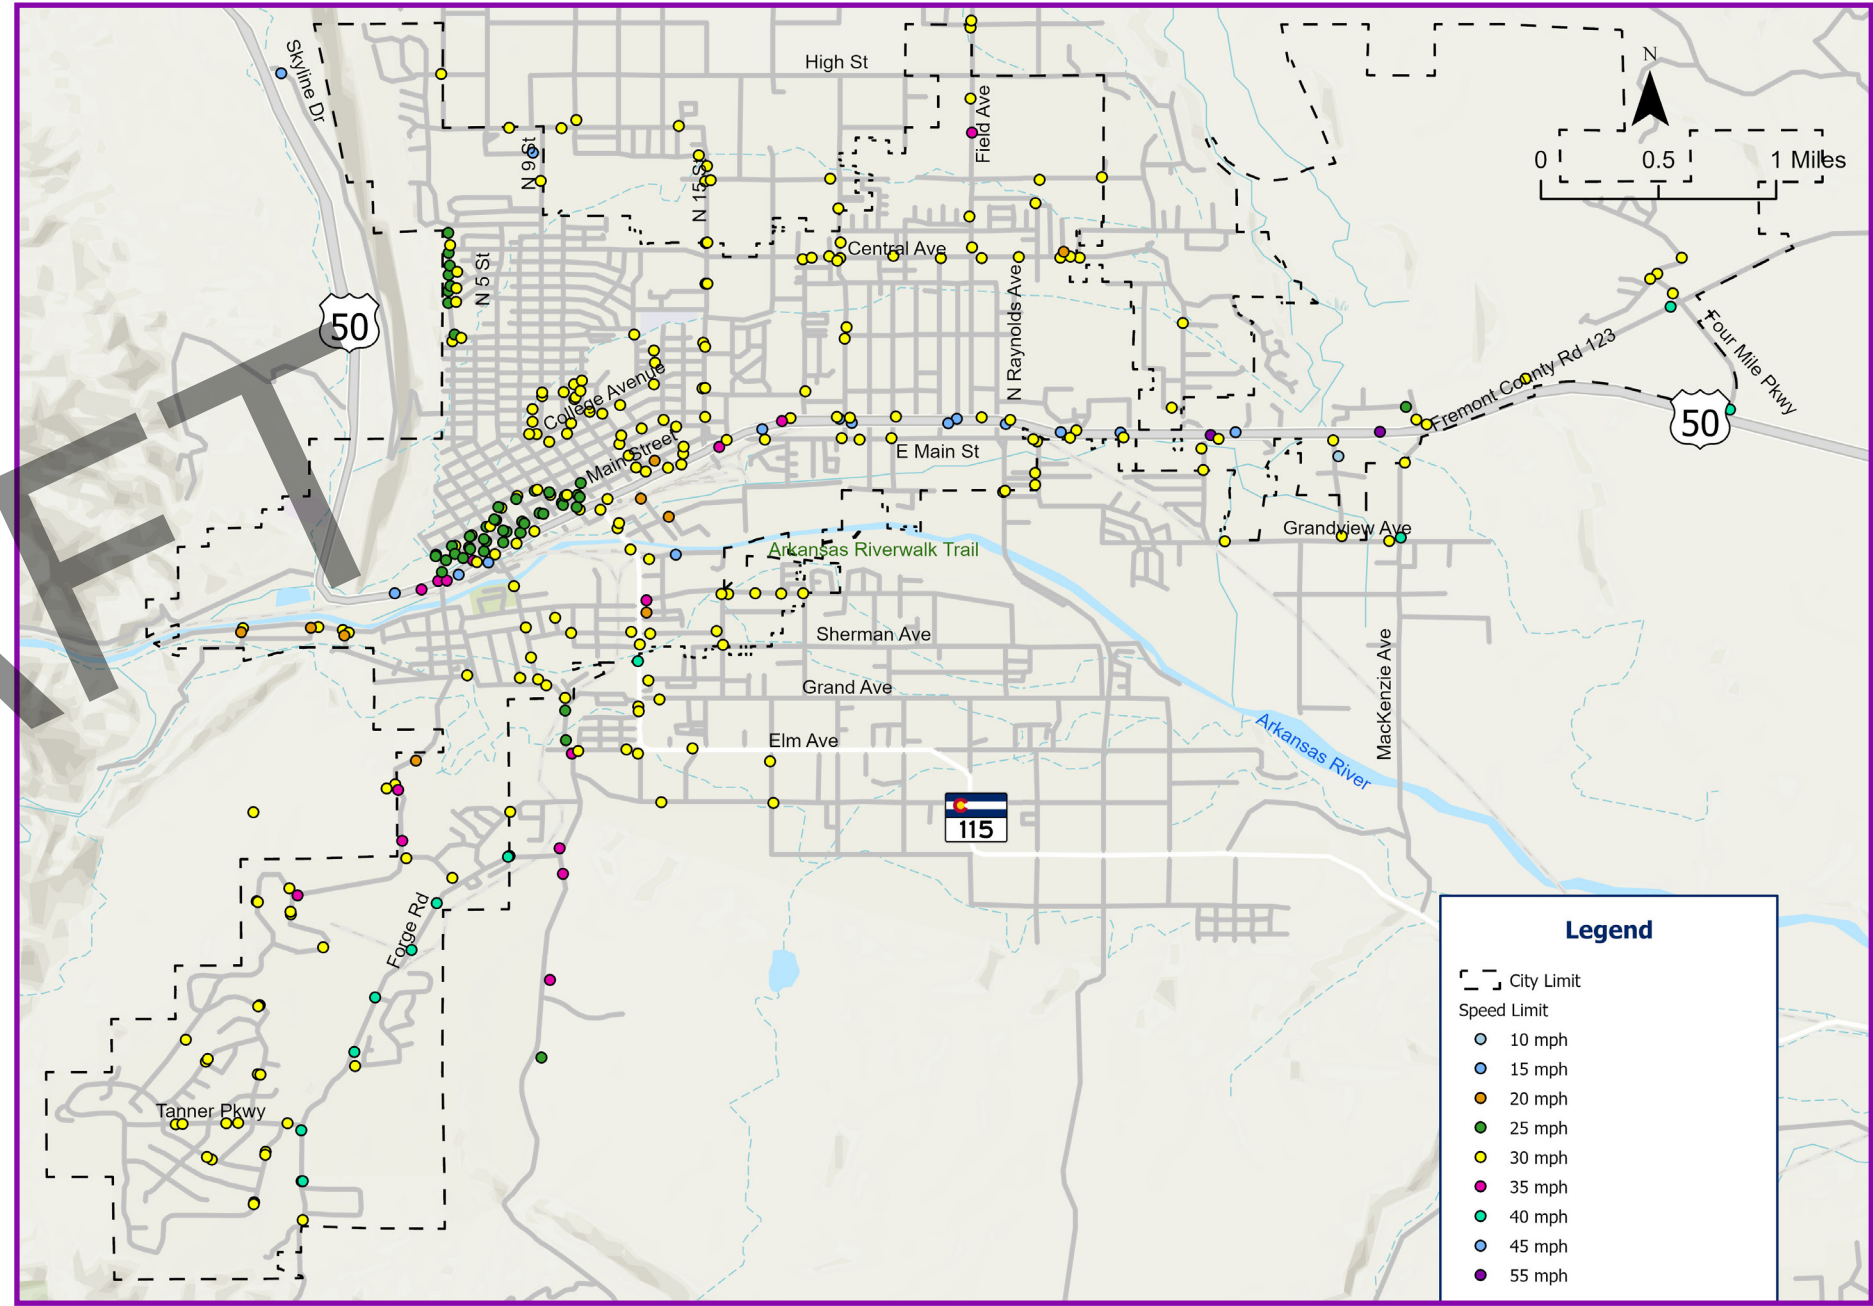 High St
Skyline Dr
Field Ave
N
0 0.5 1 Miles
N 9 St
N 15 St
N 5 St
Central Ave
50
N Raynolds Ave
Four Mile Pkwy
Fremont County Rd 123
50
College Avenue
Main Street
E Main St
Grandview Ave
Arkansas Riverwalk Trail
Sherman Ave
MacKenzie Ave
Grand Ave
Elm Ave
Arkansas River
115
Forge Rd
Tanner Pkwy
Legend
City Limit
Speed Limit
10 mph
15 mph
20 mph
25 mph
30 mph
35 mph
40 mph
45 mph
55 mph
FT